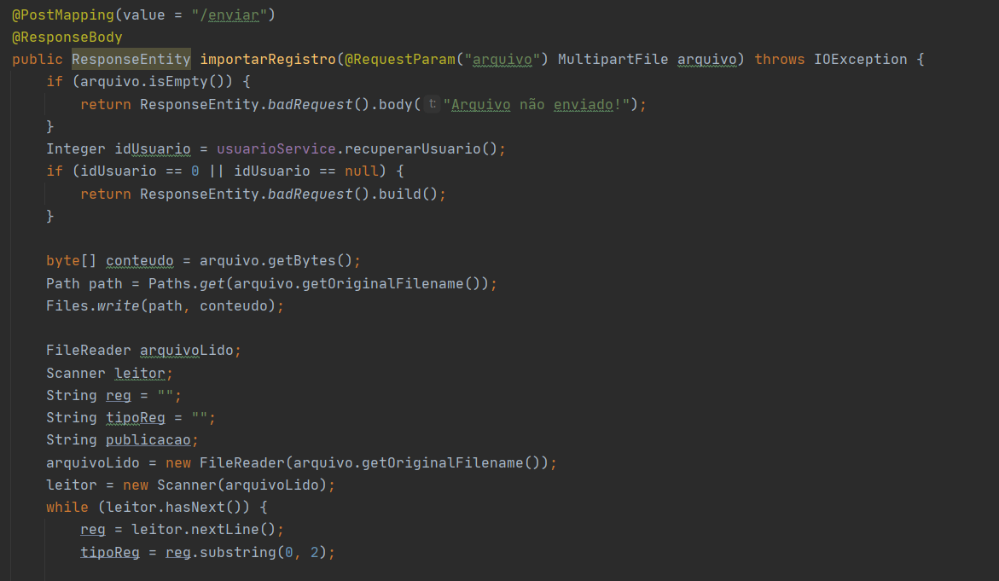 @PostMapping(value = "/enviar")
@ResponseBody
public ResponseEntity importarRegistro(@RequestParam("arquivo") MultipartFile arquivo) throws IOException {
    if (arquivo.isEmpty()) {
        return ResponseEntity.badRequest().body( t: "Arquivo não enviado!");
    }
    Integer idUsuario = usuarioService.recuperarUsuario();
    if (idUsuario == 0 || idUsuario == null) {
        return ResponseEntity.badRequest().build();
    }
    byte[] conteudo = arquivo.getBytes();
    Path path = Paths.get(arquivo.getOriginalFilename());
    Files.write(path, conteudo);
    FileReader arquivoLido;
    Scanner leitor;
    String reg = "";
    String tipoReg = "";
    String publicacao;
    arquivoLido = new FileReader(arquivo.getOriginalFilename());
    leitor = new Scanner(arquivoLido);
    while (leitor.hasNext()) {
        reg = leitor.nextLine();
        tipoReg = reg.substring(0, 2);